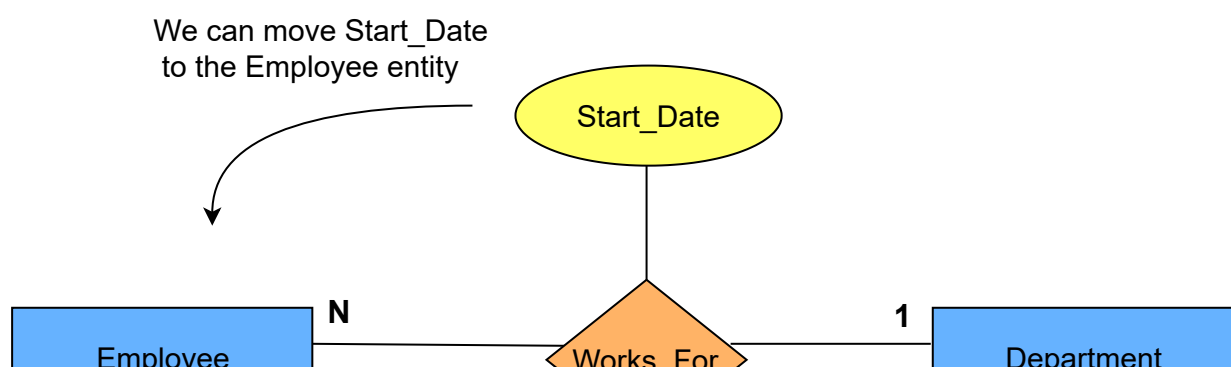 We can move Start_Date
to the Employee entity
Start_Date
N
1
Employee
Works_For
Department